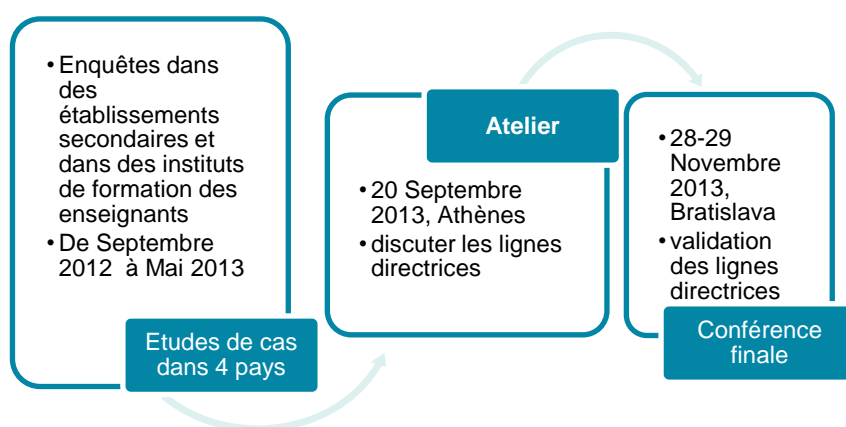 •Enquêtes dans
des
établissements
secondaires et
dans des instituts
de formation des
enseignants
•De Septembre
2012 à Mai 2013
Etudes de cas
dans 4 pays
Atelier
•20 Septembre
2013, Athènes
•discuter les lignes
directrices
•28-29
Novembre
2013,
Bratislava
•validation
des lignes
directrices
Conférence
finale